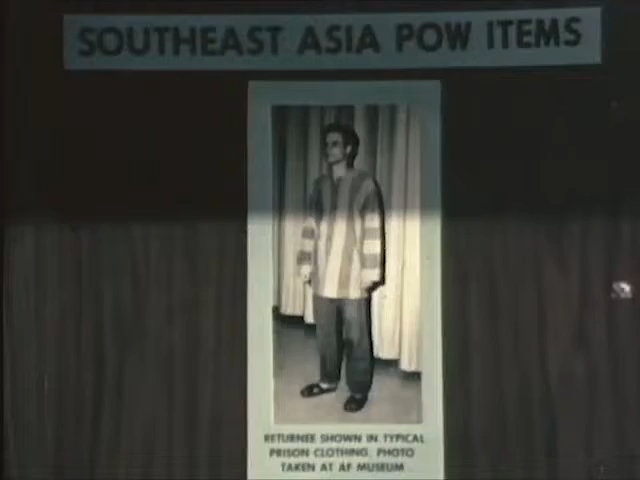 SOUTHEAST ASIA POW ITEMS
RETURNEE SHOWN IN TYPICAL
PRISON CLOTHING. PHOTO
TAKEN AT AF MUSEUM